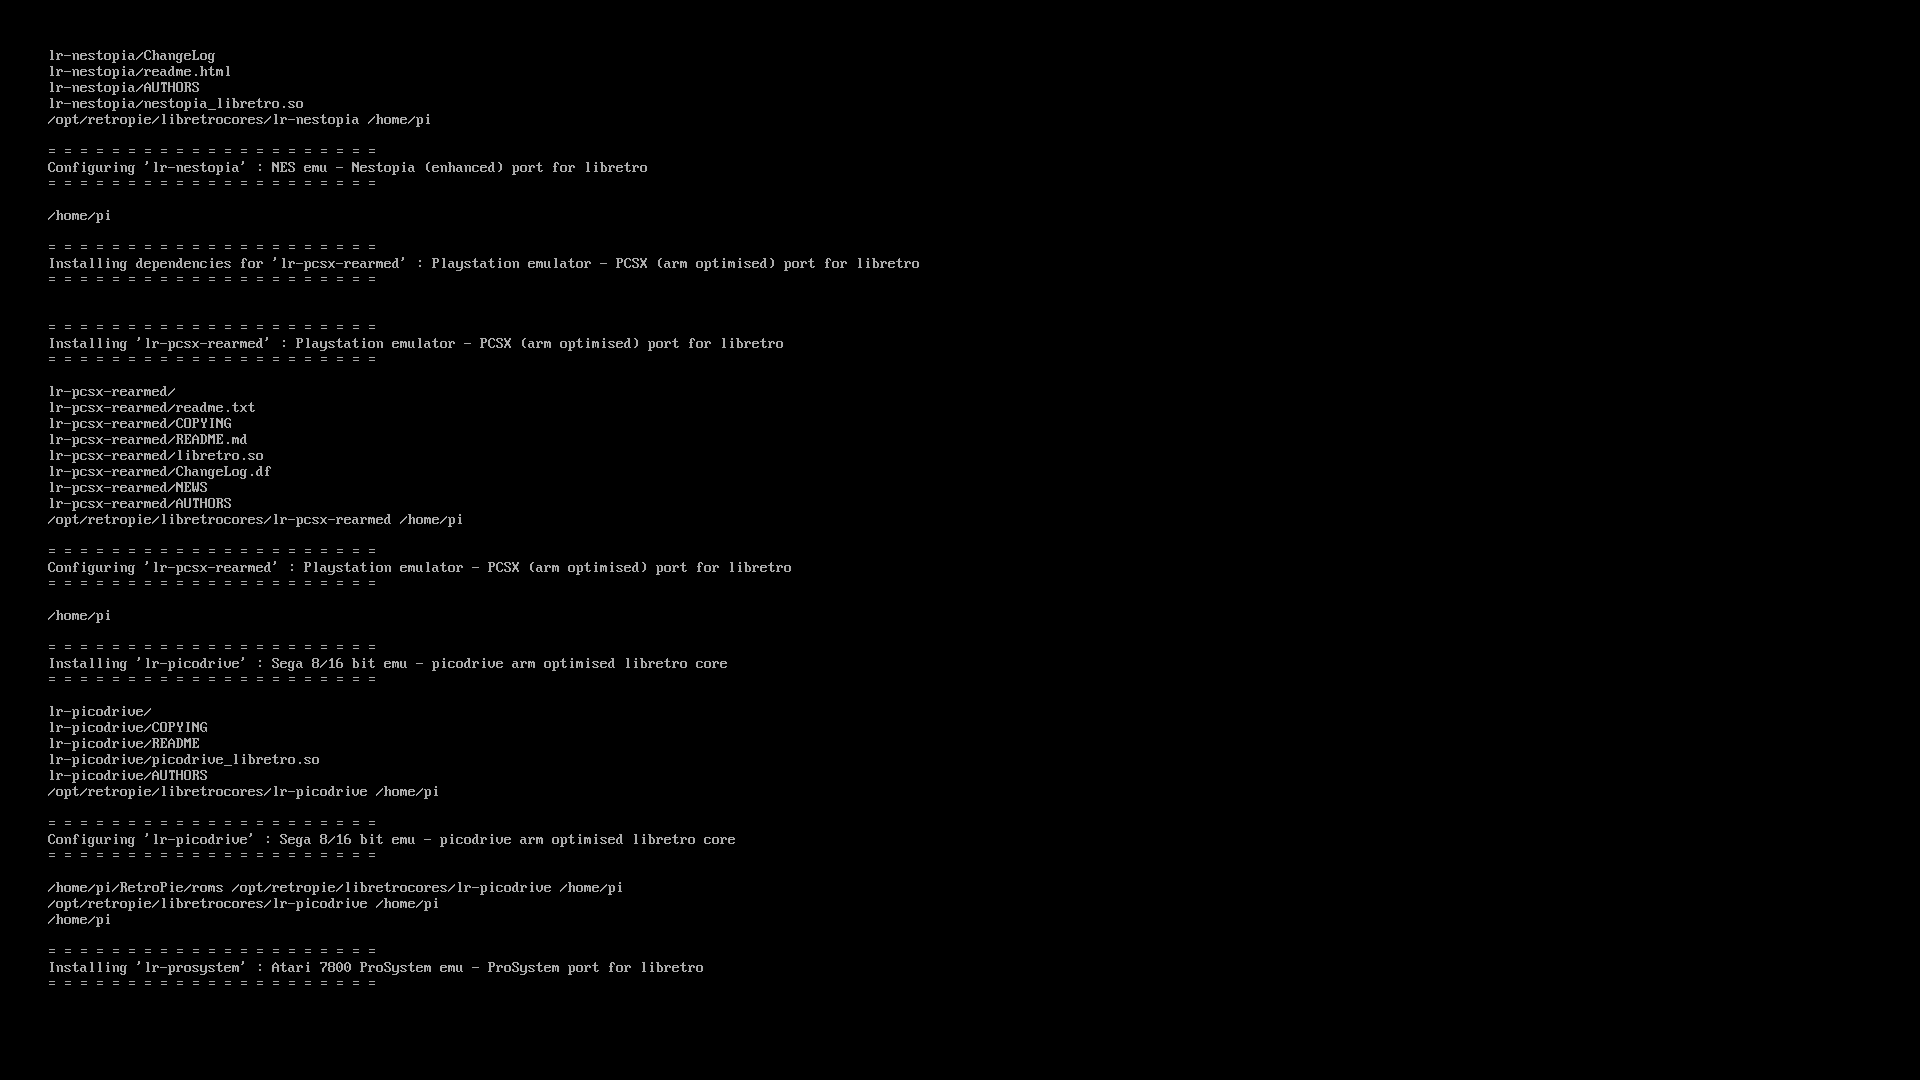 lr-nestopia/ChangeLog
lr-nestopia/readme.html
lr-nestopia/AUTHORS
lr-nestopia/nestopia_libretro.so
/opt/retropie/libretrocores/lr-nestopia /home/pi
= = = = = = = = = = = = = = = = = = = = =
Configuring 'lr-nestopia' : NES emu - Nestopia (enhanced) port for libretro
= = = = = = = = = = = = = = = = = = = = =
/home/pi
= = = = = = = = = = = = = = = = = = = = =
Installing dependencies for 'lr-pcsx-rearmed' : Playstation emulator - PCSX (arm optimised) port for libretro
= = = = = = = = = = = = = = = = = = = = =
= = = = = = = = = = = = = = = = = = = = =
Installing 'lr-pcsx-rearmed' : Playstation emulator - PCSX (arm optimised) port for libretro
= = = = = = = = = = = = = = = = = = = = =
lr-pcsx-rearmed/
lr-pcsx-rearmed/readme.txt
lr-pcsx-rearmed/COPYING
lr-pcsx-rearmed/README.md
lr-pcsx-rearmed/libretro.so
lr-pcsx-rearmed/ChangeLog.df
lr-pcsx-rearmed/NEWS
lr-pcsx-rearmed/AUTHORS
/opt/retropie/libretrocores/lr-pcsx-rearmed /home/pi
= = = = = = = = = = = = = = = = = = = = =
Configuring 'lr-pcsx-rearmed' : Playstation emulator - PCSX (arm optimised) port for libretro
= = = = = = = = = = = = = = = = = = = = =
/home/pi
= = = = = = = = = = = = = = = = = = = = =
Installing 'lr-picodrive' : Sega 8/16 bit emu - picodrive arm optimised libretro core
= = = = = = = = = = = = = = = = = = = = =
lr-picodrive/
lr-picodrive/COPYING
lr-picodrive/README
lr-picodrive/picodrive_libretro.so
lr-picodrive/AUTHORS
/opt/retropie/libretrocores/lr-picodrive /home/pi
= = = = = = = = = = = = = = = = = = = = =
Configuring 'lr-picodrive' : Sega 8/16 bit emu - picodrive arm optimised libretro core
= = = = = = = = = = = = = = = = = = = = =
/home/pi/RetroPie/roms /opt/retropie/libretrocores/lr-picodrive /home/pi
/opt/retropie/libretrocores/lr-picodrive /home/pi
/home/pi
= = = = = = = = = = = = = = = = = = = = =
Installing 'lr-prosystem' : Atari 7800 ProSystem emu - ProSystem port for libretro
= = = = = = = = = = = = = = = = = = = = =